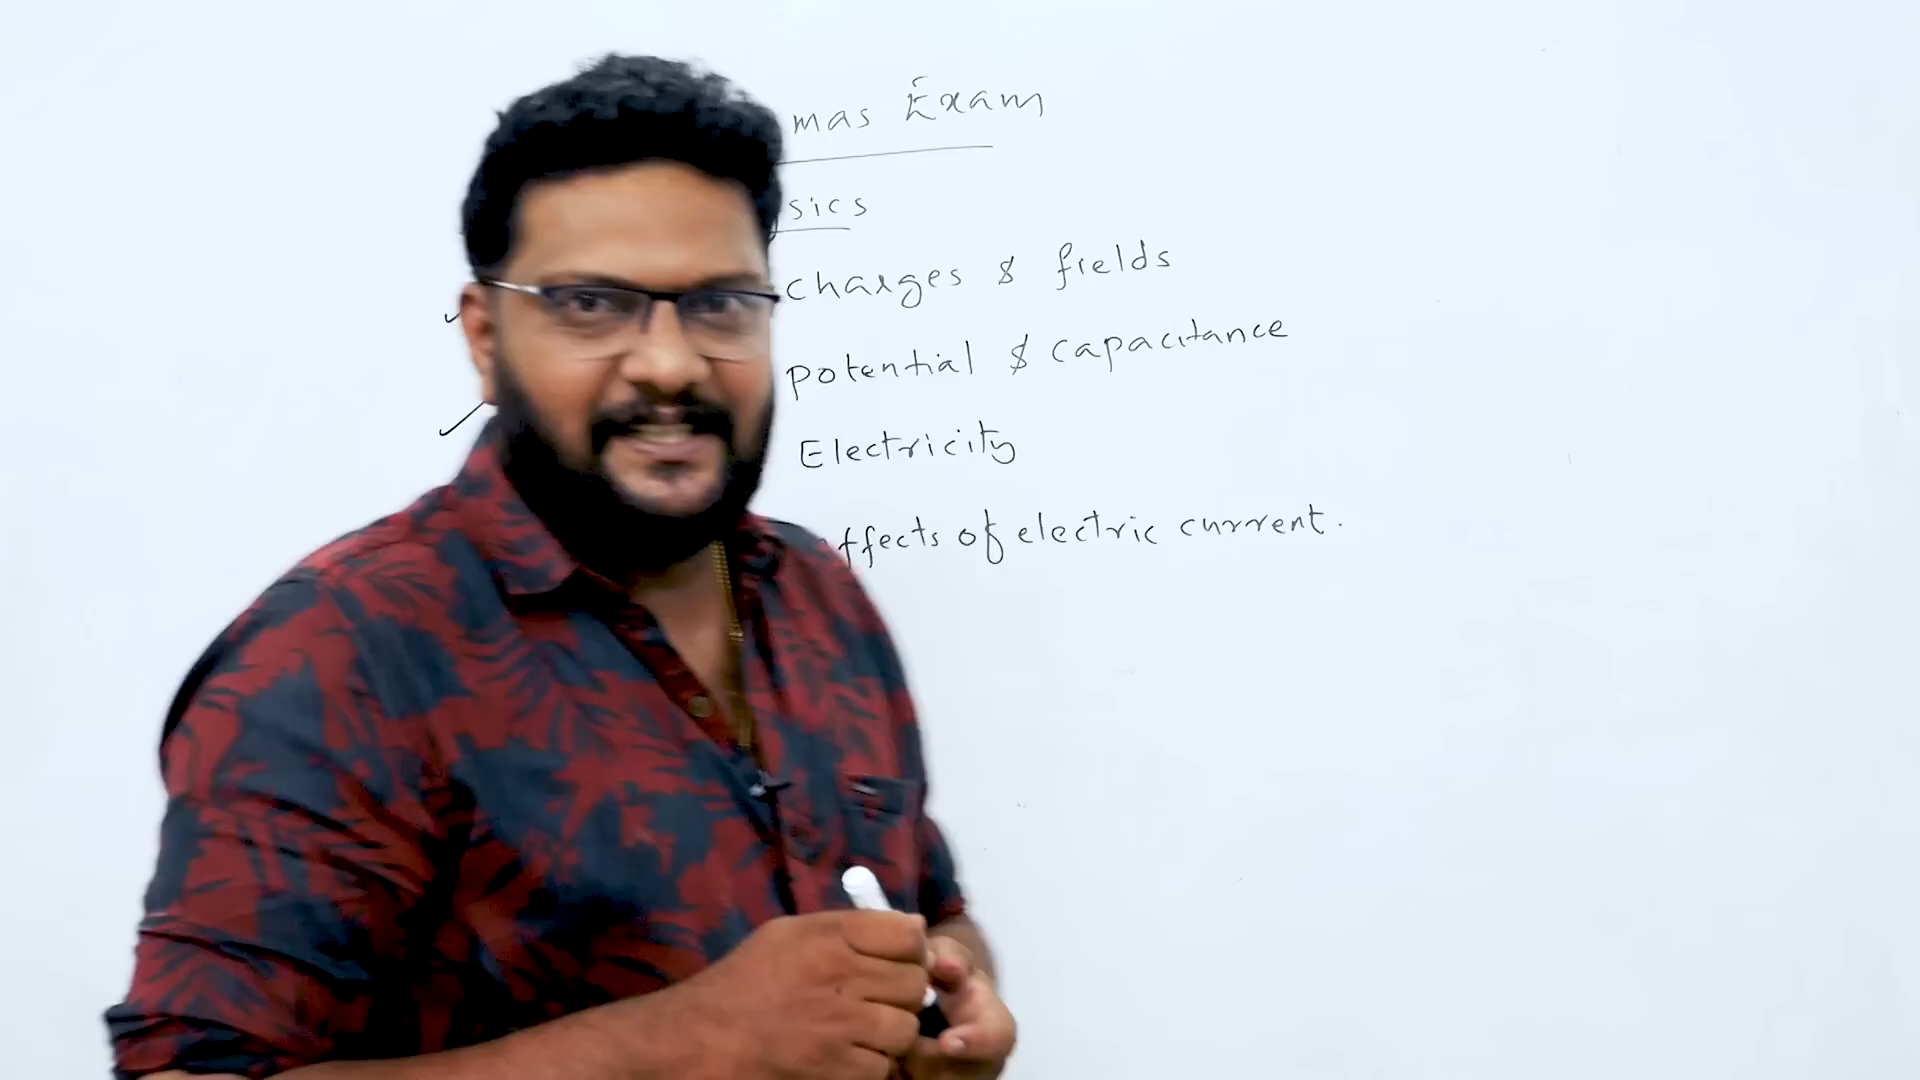 mas Exam
sics
charges & fields
potential & capacitance
Electricity
ffects of electric current.